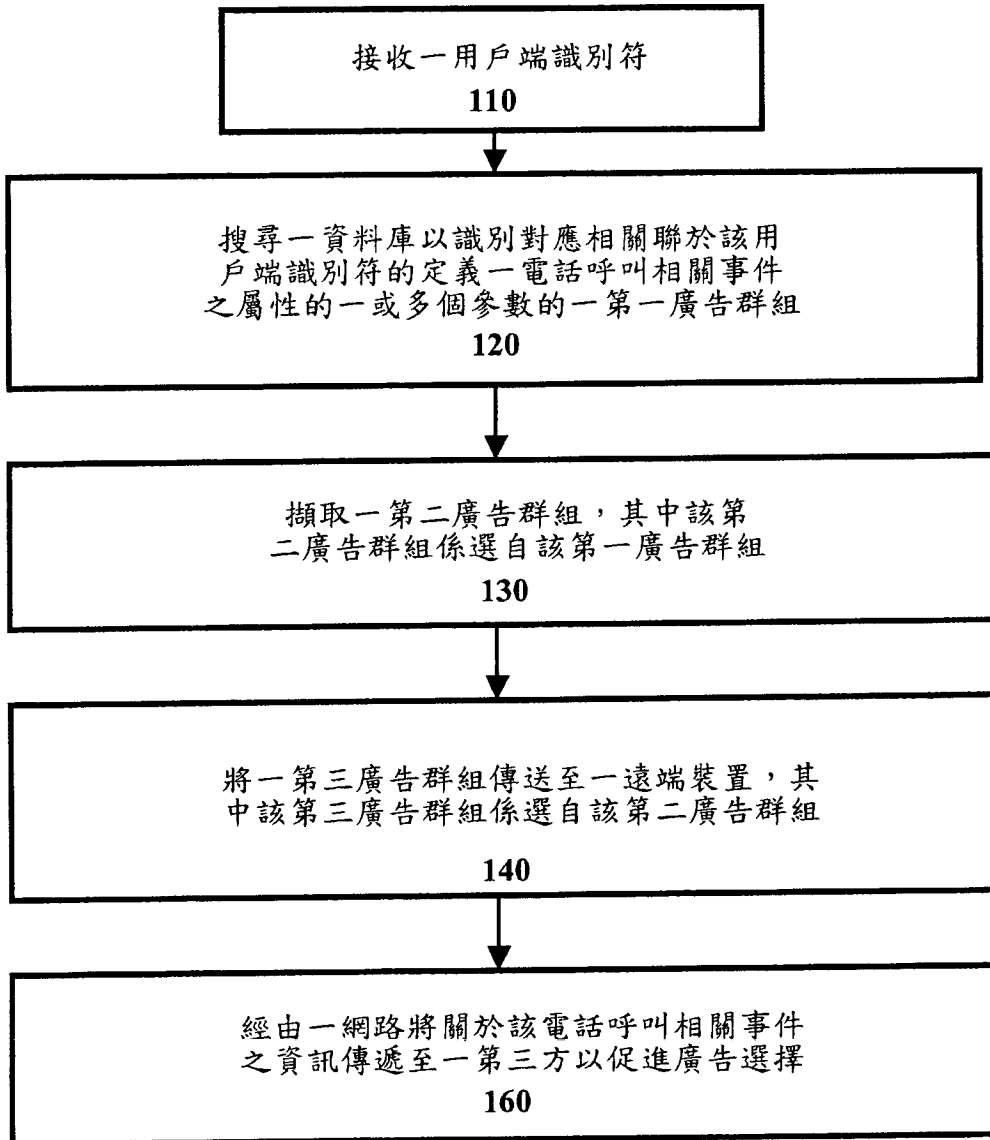 接收一用戶端識別符
110
搜尋一資料庫以識別對應相關聯於該用
戶端識別符的定義一電話呼叫相關事件
之屬性的一或多個參數的一第一廣告群組
120
擷取一第二廣告群組，其中該第
二廣告群組係選自該第一廣告群組
130
將一第三廣告群組傳送至一遠端裝置，其
中該第三廣告群組係選自該第二廣告群組
140
經由一網路將關於該電話呼叫相關事件
之資訊傳遞至一第三方以促進廣告選擇
160